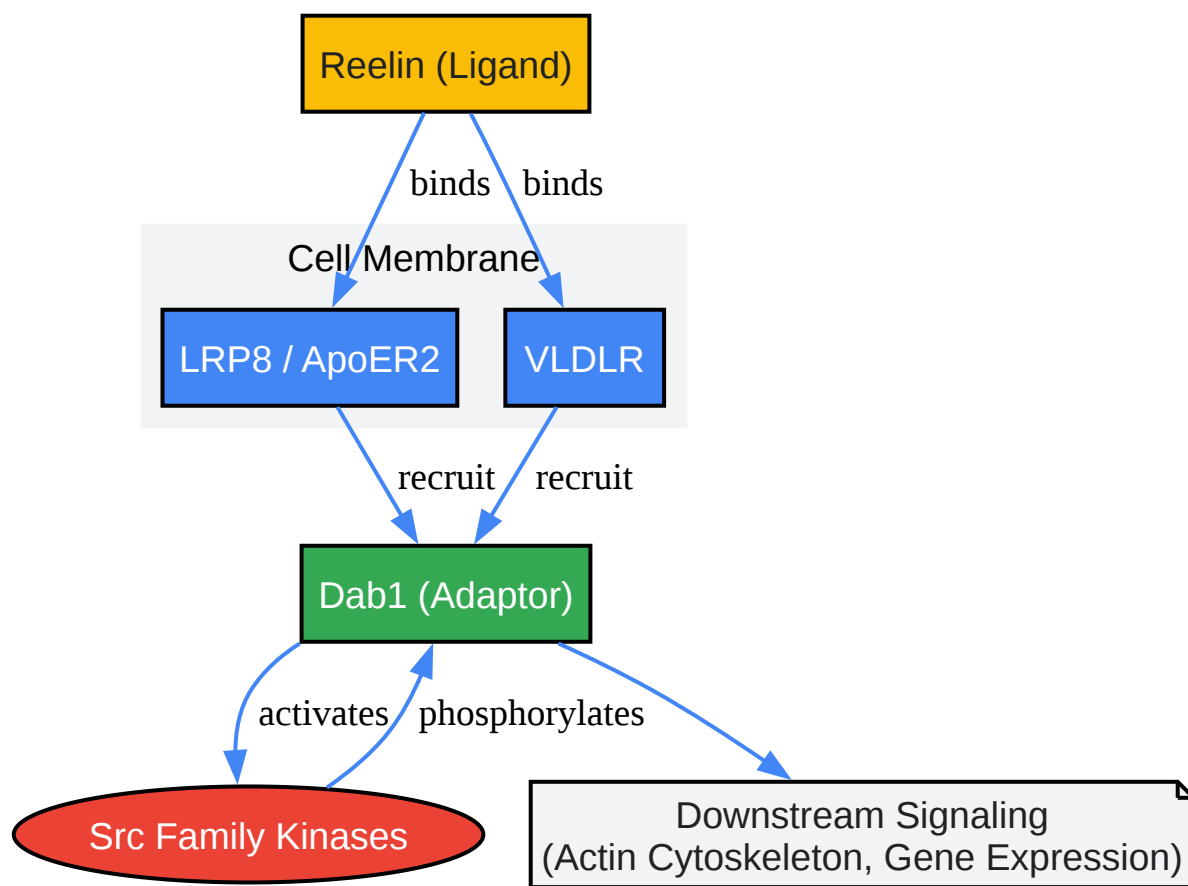 Reelin (Ligand)
binds
binds
Cell Membrane
LRP8 / ApoER2
VLDLR
recruit
recruit
Dab1 (Adaptor)
activates
phosphorylates
Src Family Kinases
Downstream Signaling
(Actin Cytoskeleton, Gene Expression)